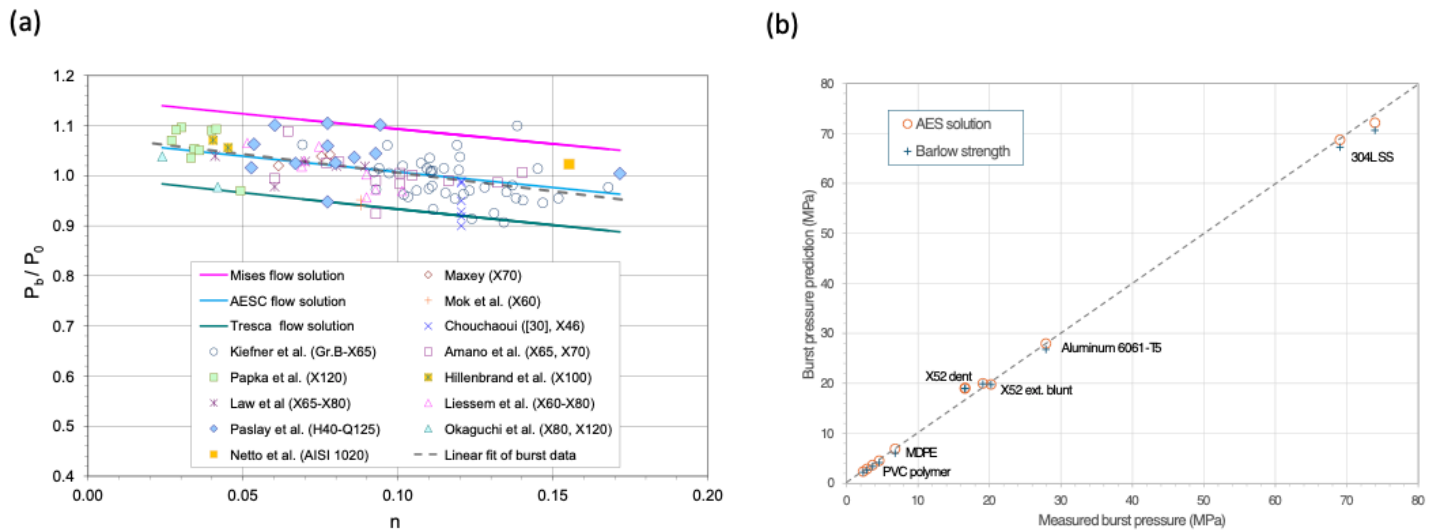 (a)
(b)
1.2
1.1
1.0
0.9
0.8
0.7
0.6
0.5
0.4
P_b / P_0
0.00
0.05
0.10
0.15
0.20
n
Mises flow solution
AESC flow solution
Tresca flow solution
Kiefner et al. (Gr.B-X65)
Papka et al. (X120)
Law et al (X65-X80)
Paslay et al. (H40-Q125)
Netto et al. (AISI 1020)
Maxey (X70)
Mok et al. (X60)
Chouchaoui ([30], X46)
Amano et al. (X65, X70)
Hillenbrand et al. (X100)
Liessem et al. (X60-X80)
Okaguchi et al. (X80, X120)
Linear fit of burst data
80
70
60
50
40
30
20
10
0
Burst pressure prediction (MPa)
AES solution
Barlow strength
304LSS
Aluminum 6061-T5
X52 dent
X52 ext. blunt
MDPE
PVC polymer
0
10
20
30
40
50
60
70
80
Measured burst pressure (MPa)